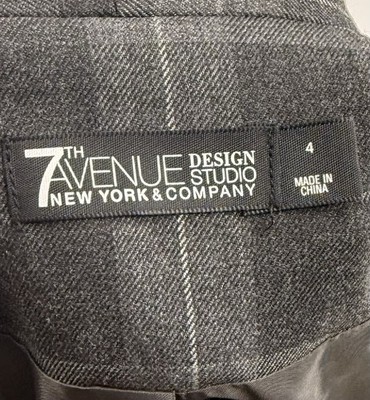 7TH AVENUE DESIGN STUDIO
NEW YORK & COMPANY
4
MADE IN
CHINA